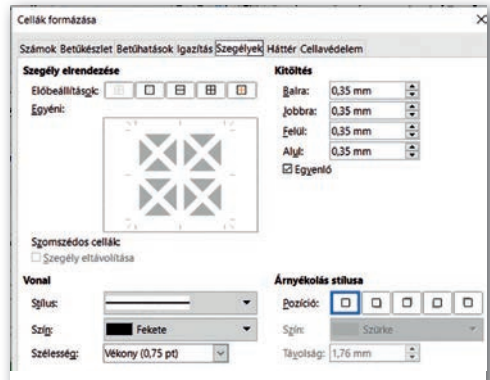 Cellák formázása
Számok Betűkészlet Betűhatások Igazítás Szegélyek Háttér Cellavédelem
Szegély elrendezése
Előbeállítások:
Egyéni:
Szomszédos cellák:
Szegély eltávolítása
Kitöltés
Balra: 0,35 mm
Jobbra: 0,35 mm
Felül: 0,35 mm
Alul: 0,35 mm
Egyenlő
Vonal
Stílus:
Szín: Fekete
Szélesség: Vékony (0,75 pt)
Árnyékolás stílusa
Pozíció:
Szín: Szürke
Távolság: 1,76 mm